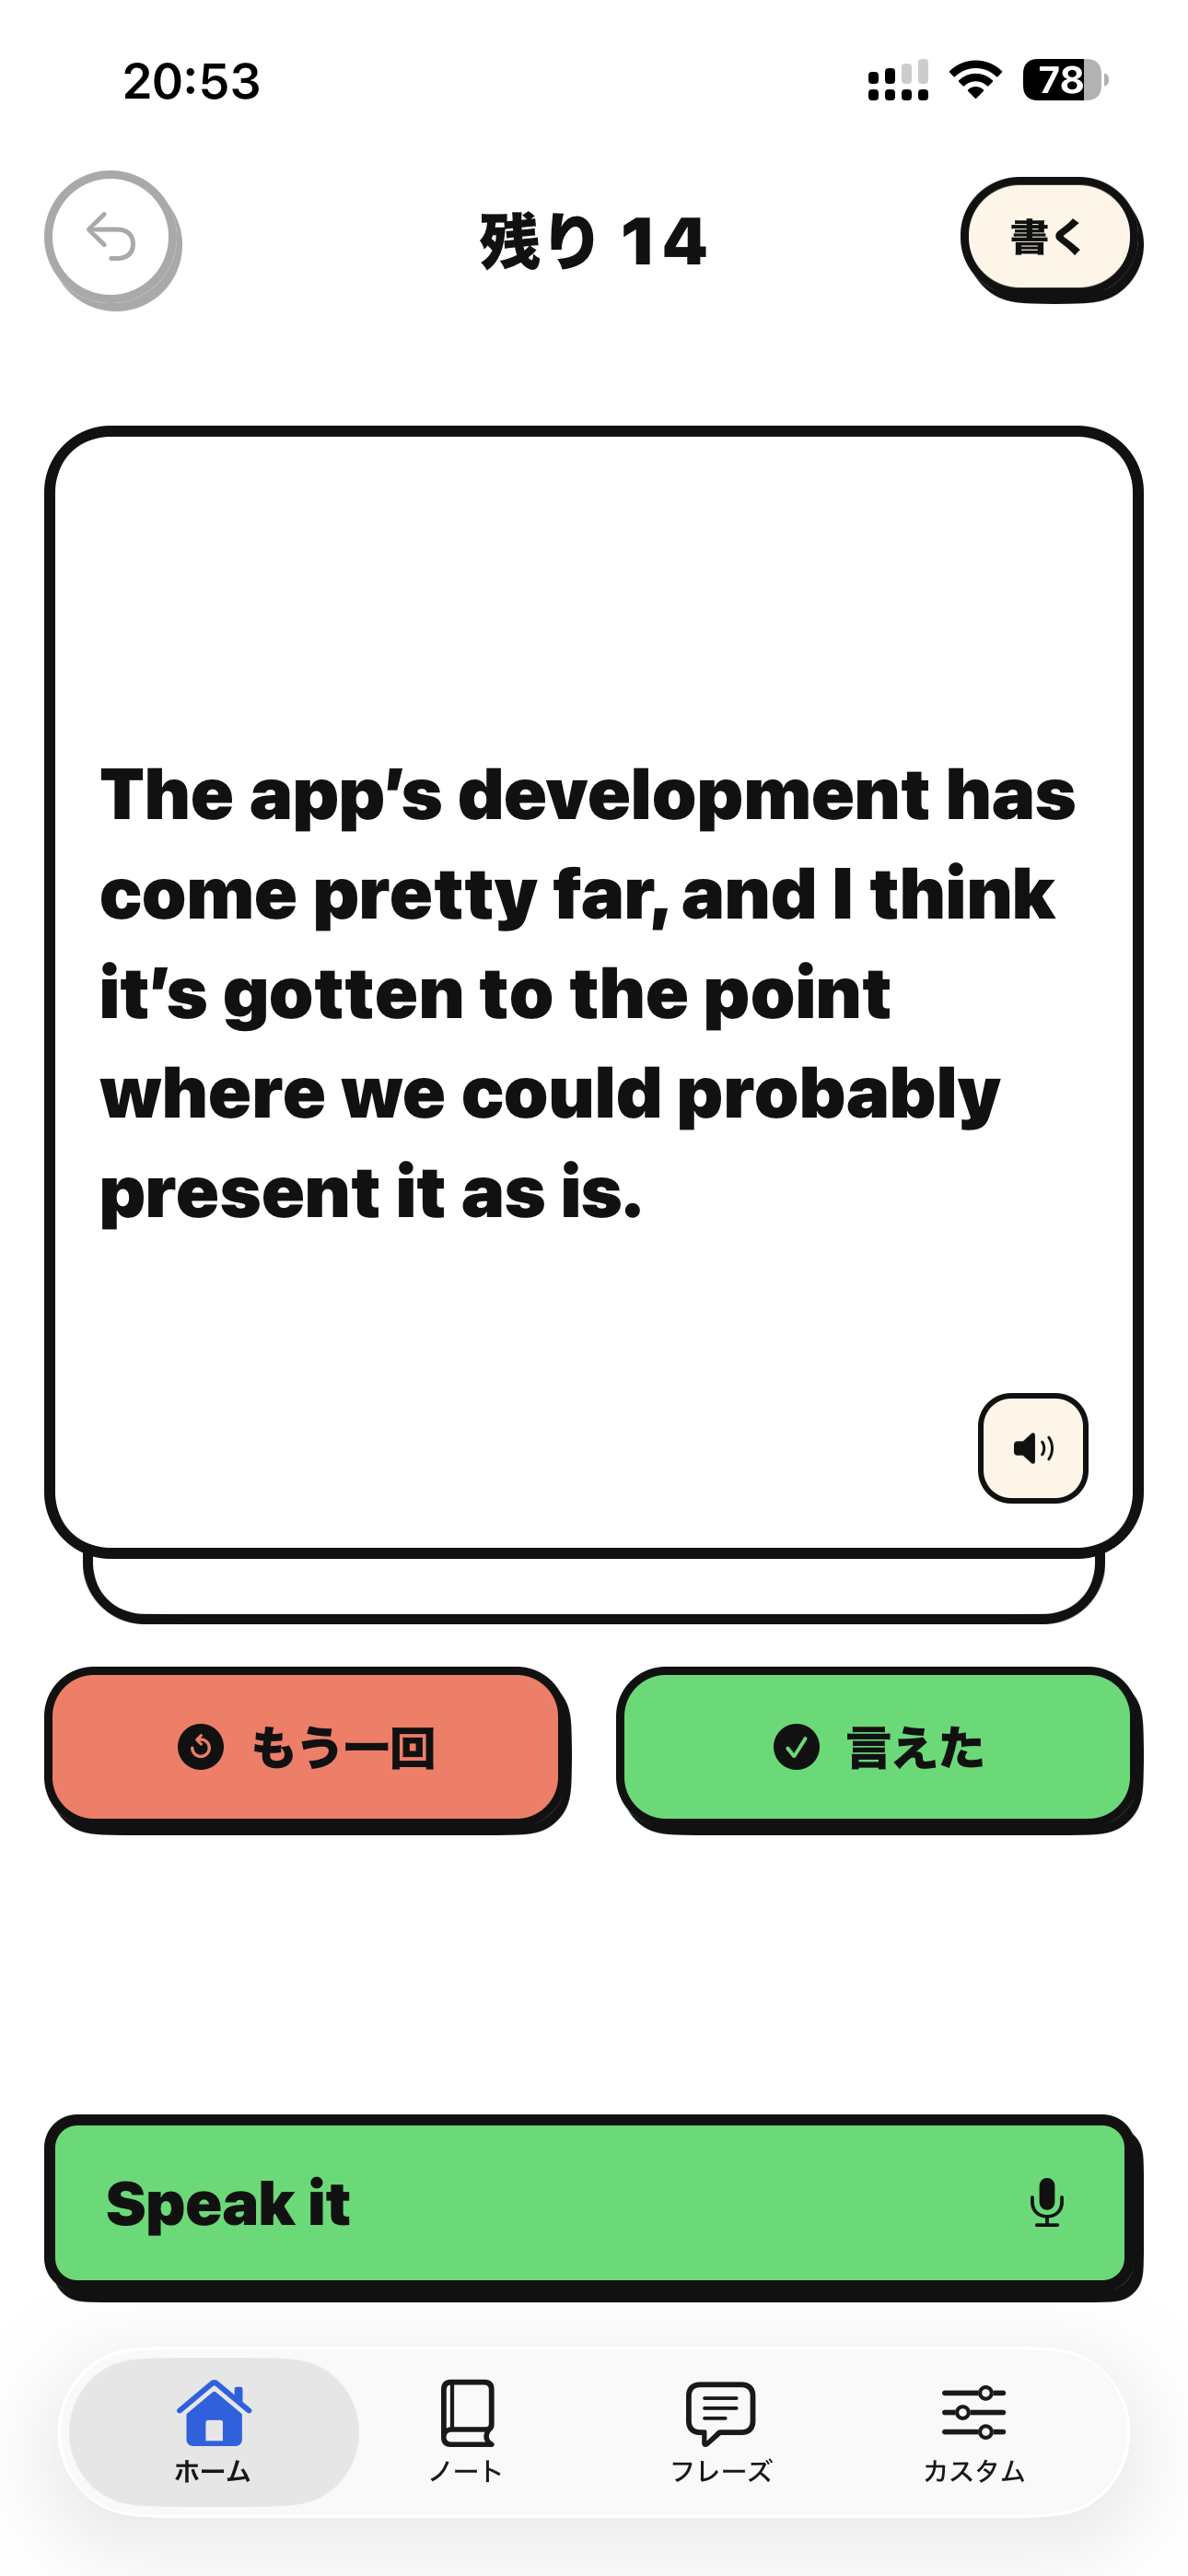 20:53
78
残り 14
書く
The app’s development has
come pretty far, and I think
it’s gotten to the point
where we could probably
present it as is.
もう一回
言えた
Speak it
ホーム
ノート
フレーズ
カスタム